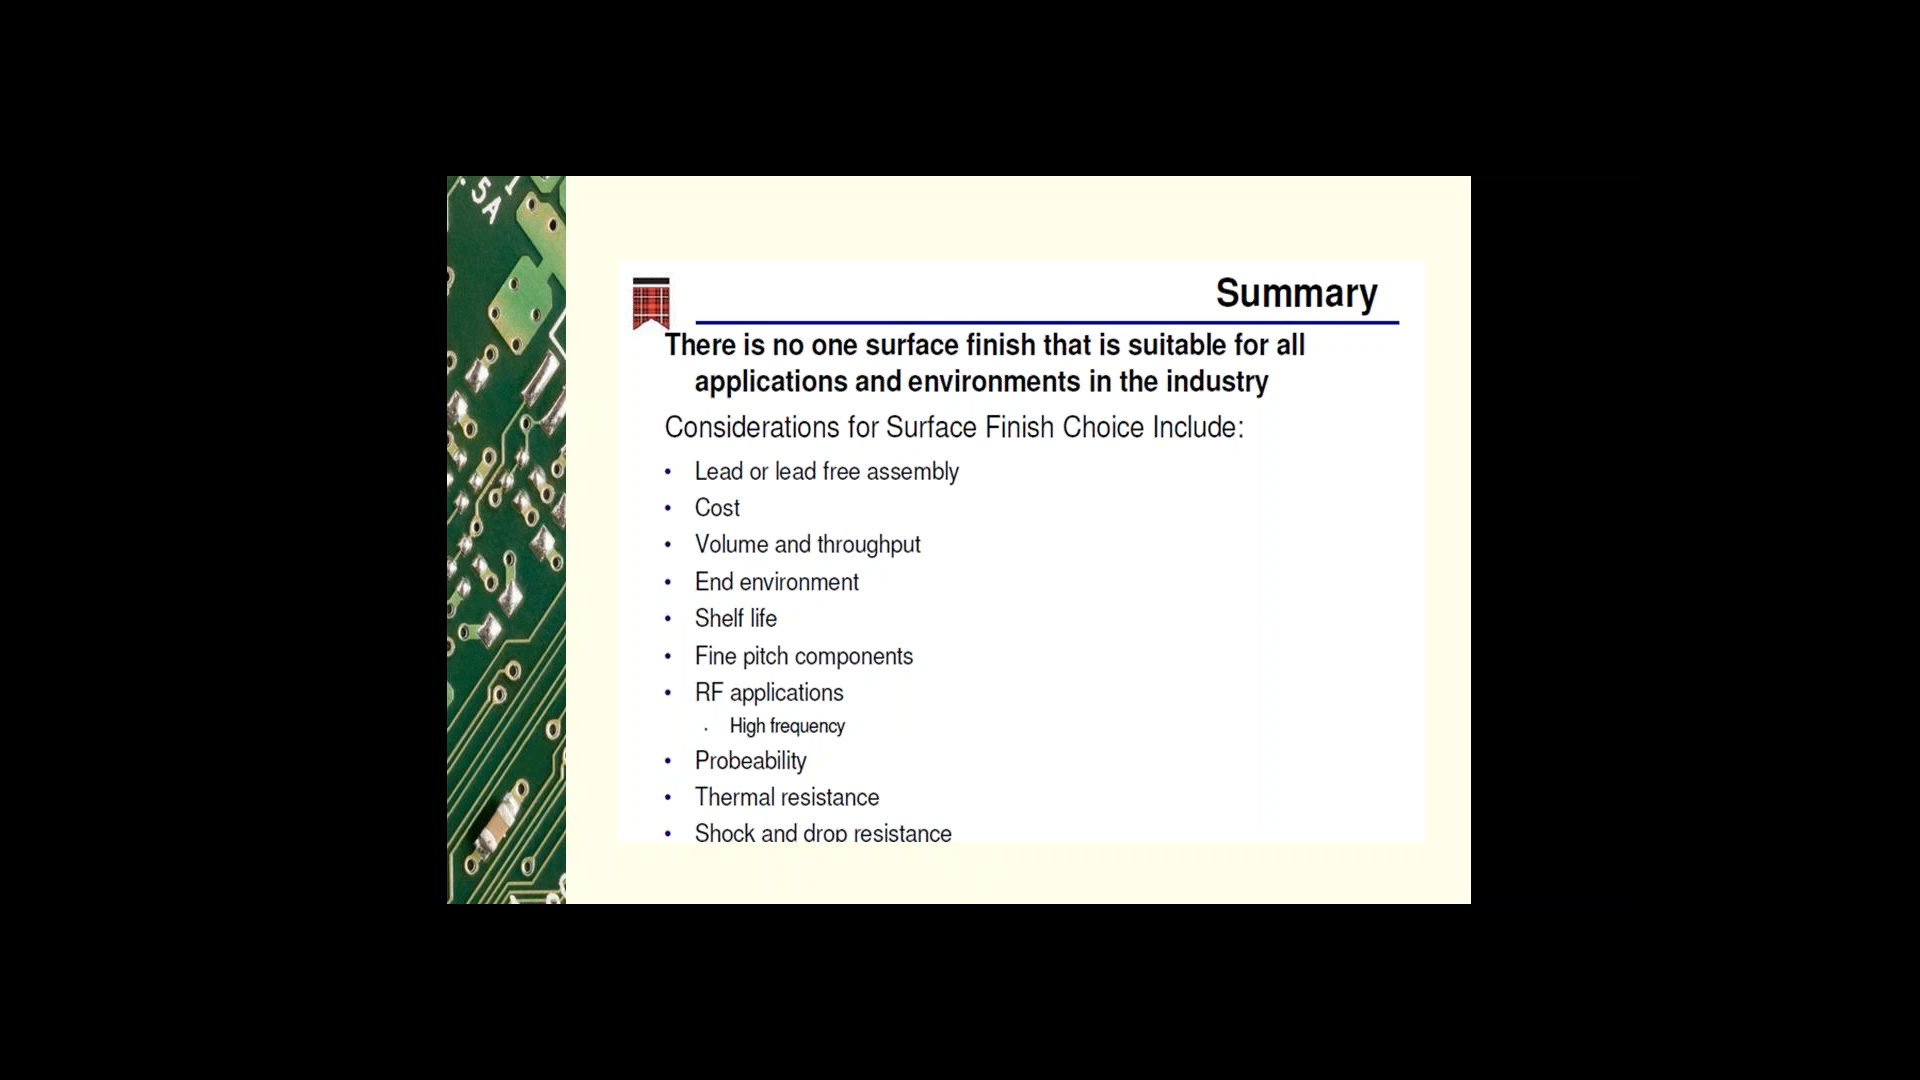 .5A
Summary
There is no one surface finish that is suitable for all
applications and environments in the industry
Considerations for Surface Finish Choice Include:
• Lead or lead free assembly
• Cost
• Volume and throughput
• End environment
• Shelf life
• Fine pitch components
• RF applications
· High frequency
• Probeability
• Thermal resistance
• Shock and drop resistance